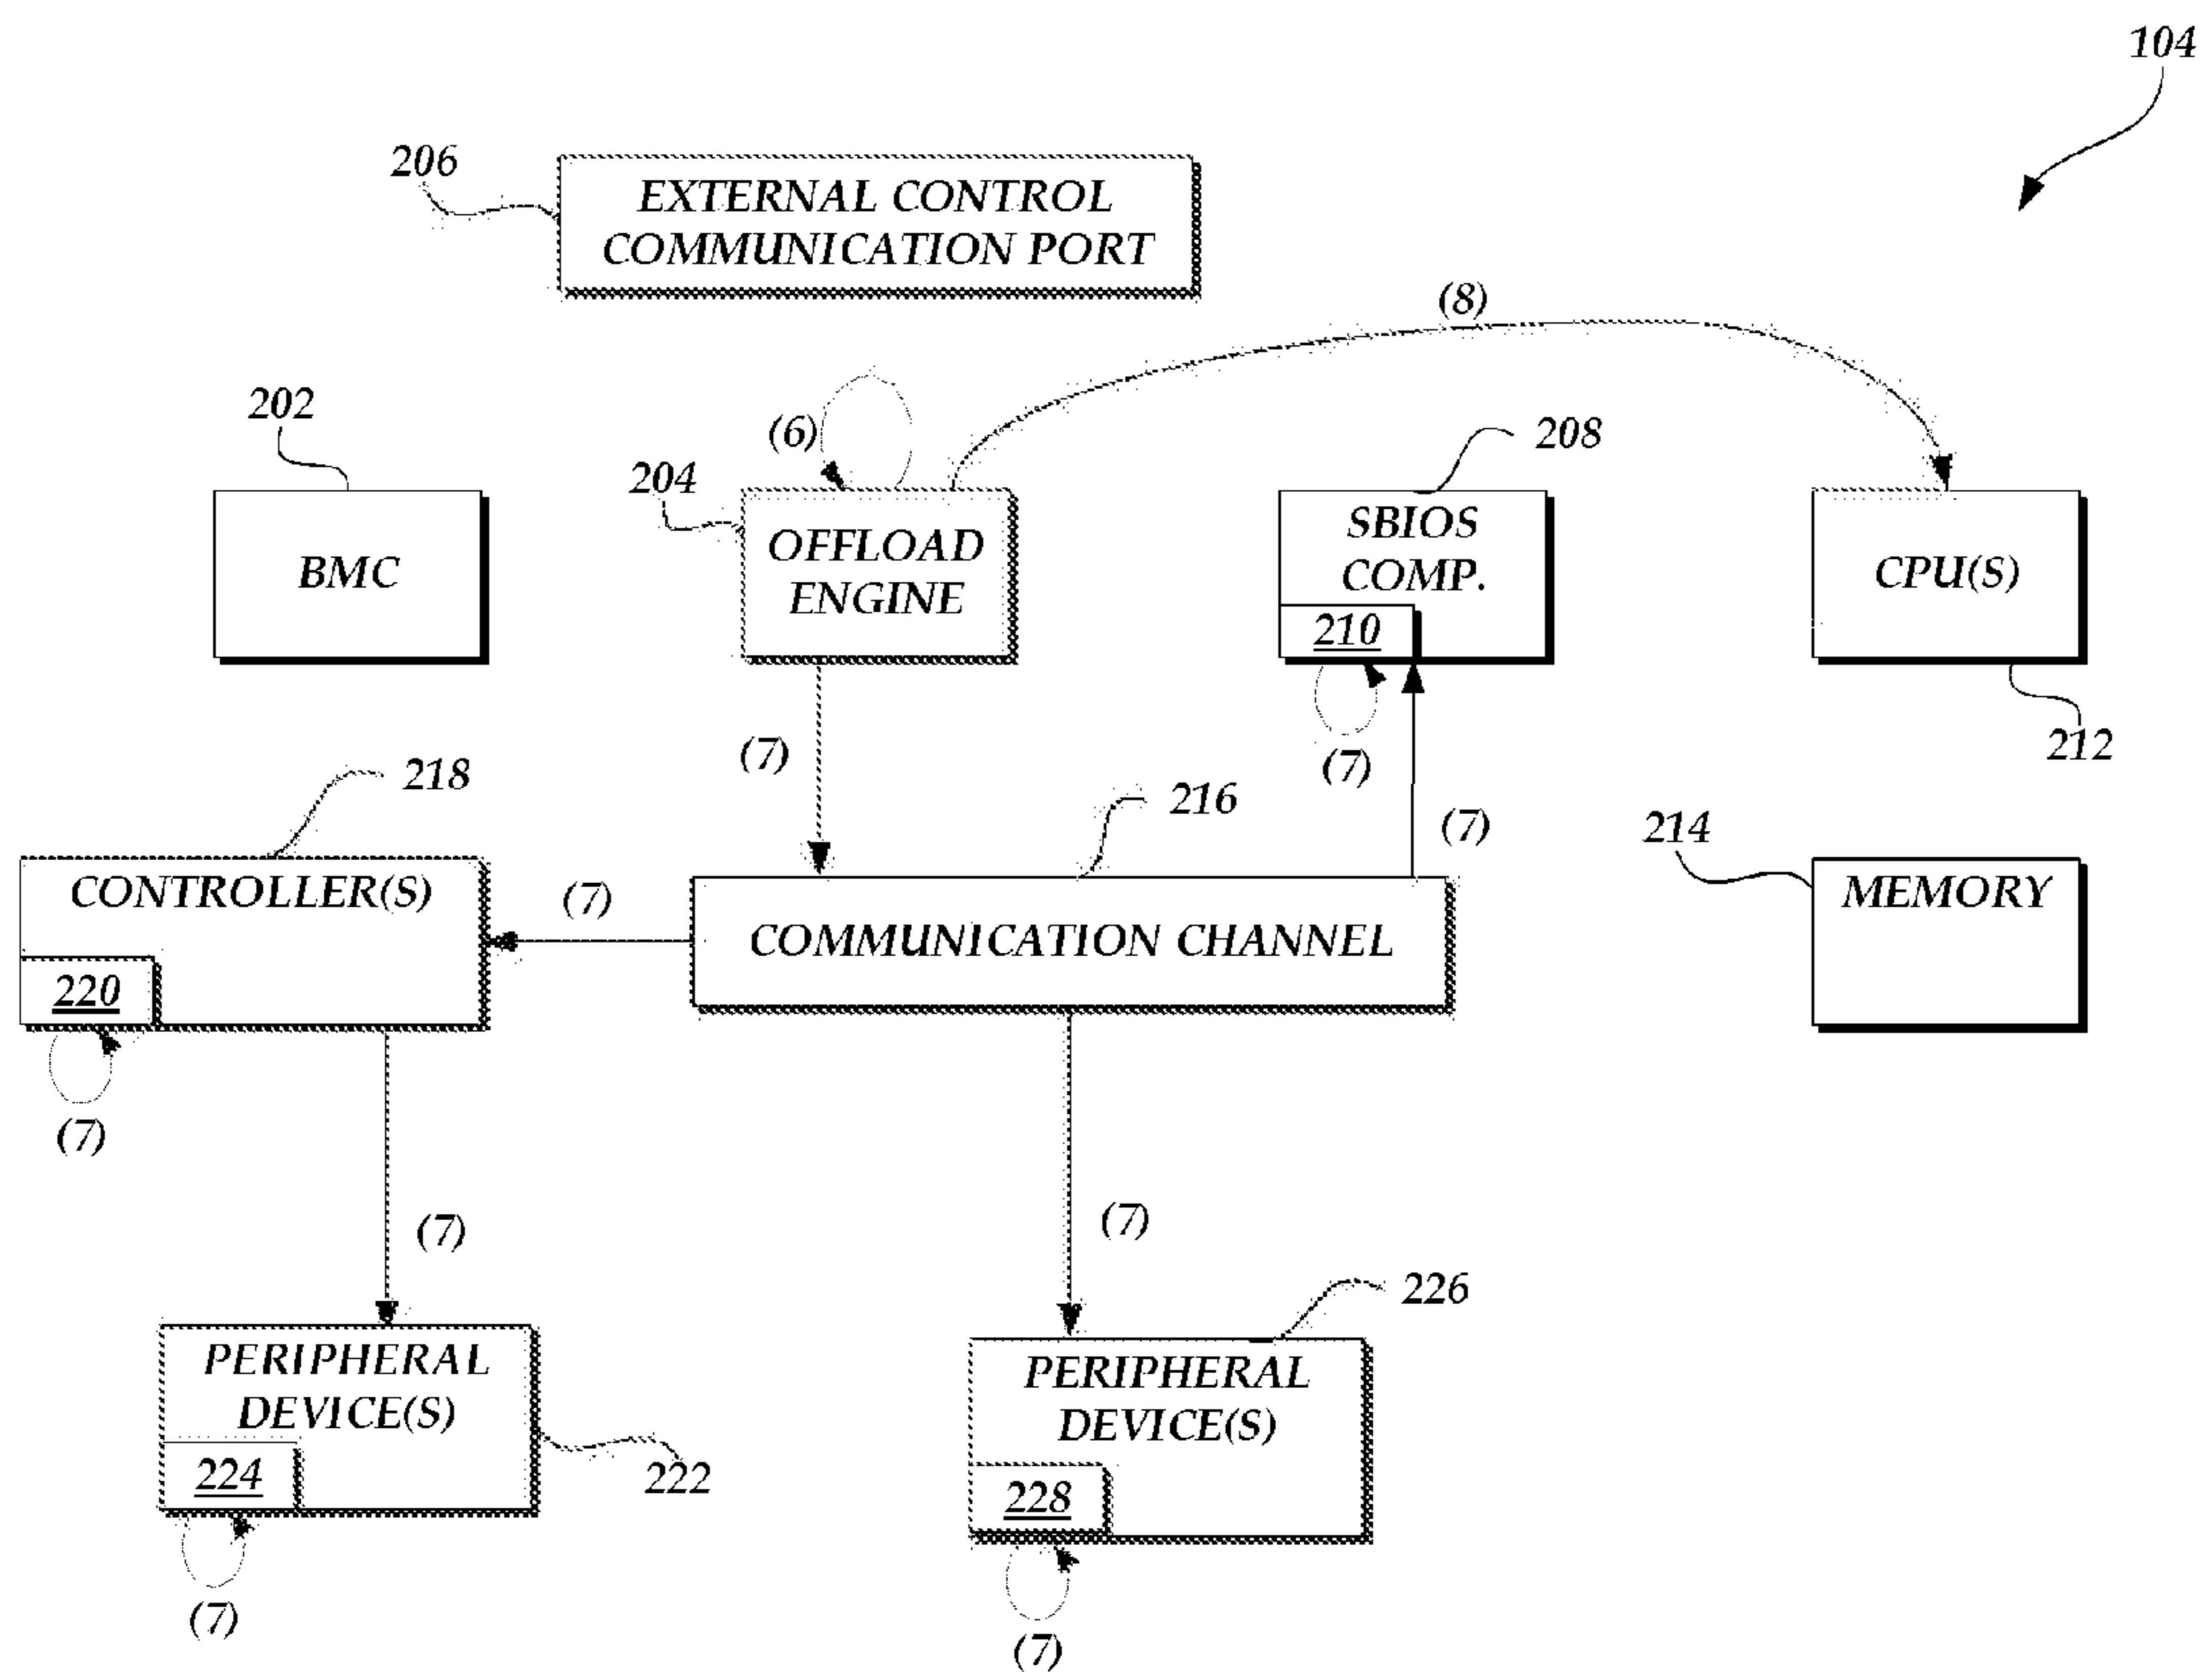 104
206
EXTERNAL CONTROL
COMMUNICATION PORT
(8)
202
(6)
208
204
BMC
OFFLOAD
ENGINE
SBIOS
COMP.
210
CPU(S)
212
(7)
(7)
218
216
(7)
214
CONTROLLER(S)
220
(7)
COMMUNICATION CHANNEL
MEMORY
(7)
(7)
(7)
226
PERIPHERAL
DEVICE(S)
224
222
PERIPHERAL
DEVICE(S)
228
(7)
(7)